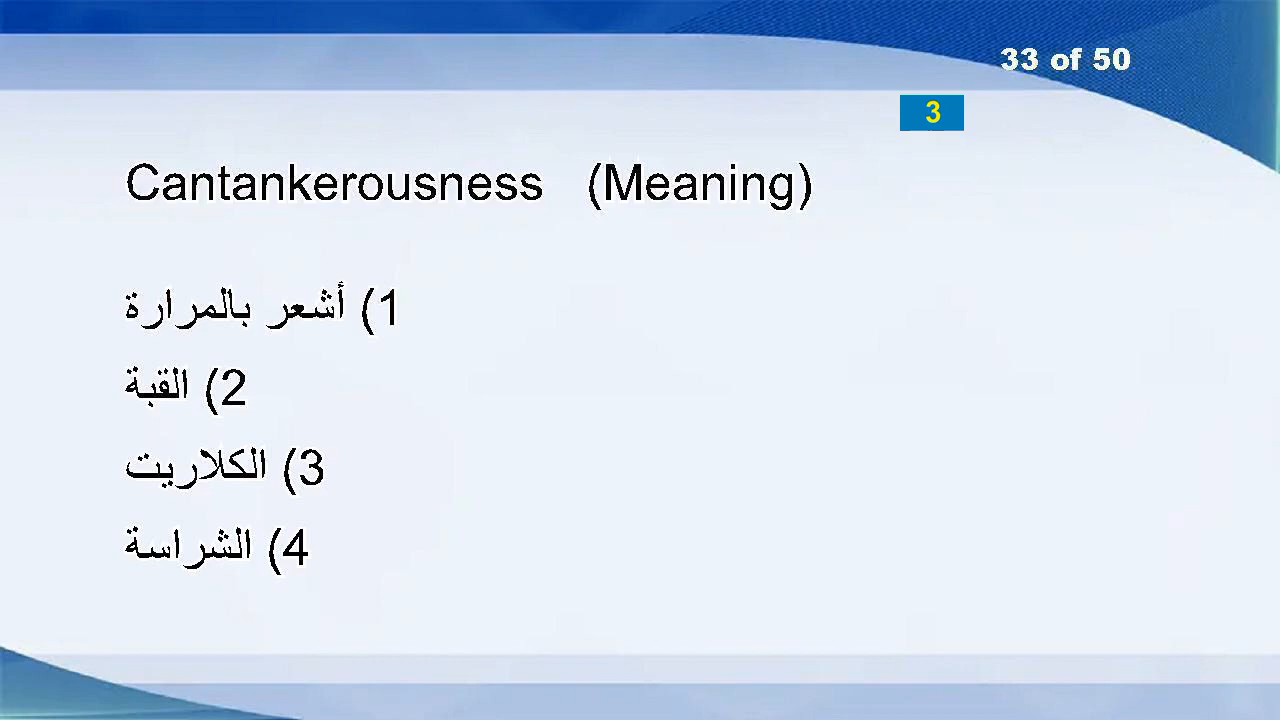 33 of 50
3
Cantankerousness (Meaning)
1) أشعر بالمرارة
2) القبة
3) الكلاريت
4) الشراسة